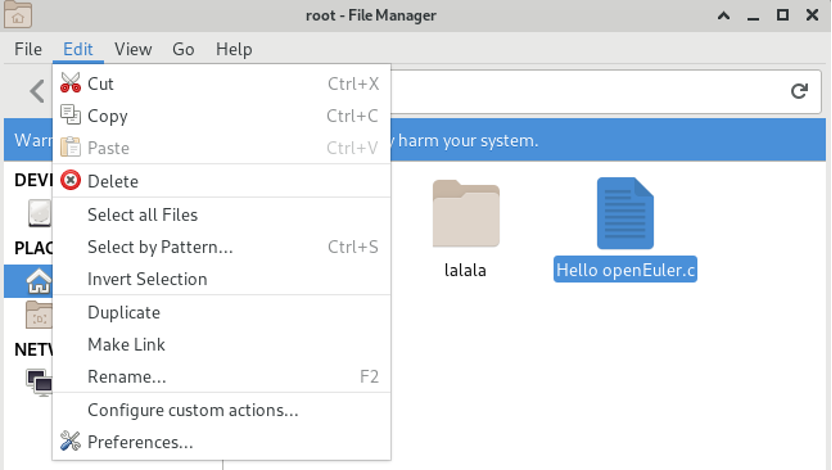 root - File Manager
File Edit View Go Help
Cut Ctrl+X
Copy Ctrl+C
Paste Ctrl+V
Delete
Select all Files
Select by Pattern... Ctrl+S
Invert Selection
Duplicate
Make Link
Rename... F2
Configure custom actions...
Preferences...
harm your system.
lalala
Hello openEuler.c